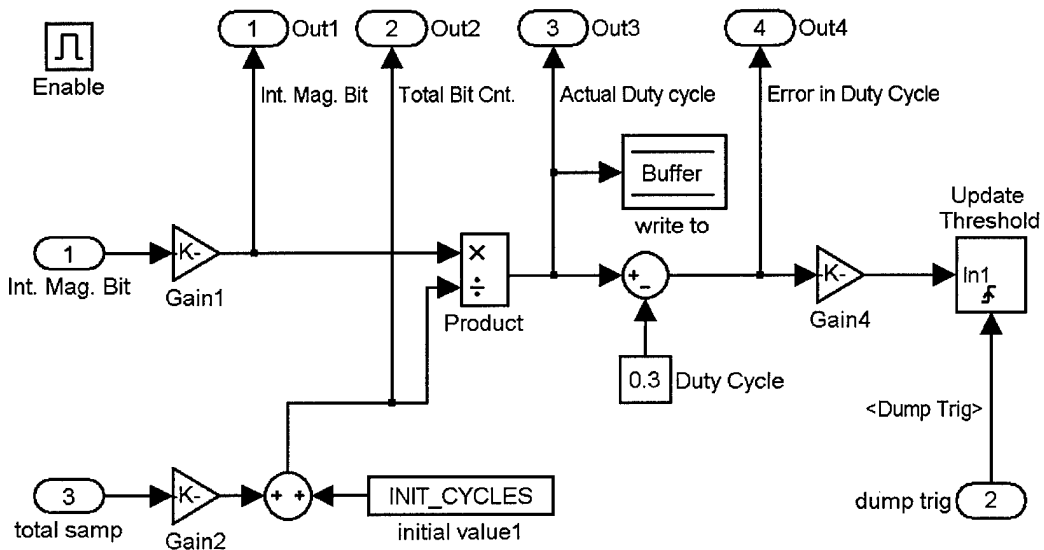 1 Out1
2 Out2
3 Out3
4 Out4
Enable
Int. Mag. Bit
Total Bit Cnt.
Actual Duty cycle
Error in Duty Cycle
Buffer
write to
Update
Threshold
1
Int. Mag. Bit
-K-
Gain1
×
÷
Product
+
−
-K-
Gain4
In1
0.3 Duty Cycle
<Dump Trig>
3
total samp
-K-
Gain2
+ +
INIT_CYCLES
initial value1
dump trig 2